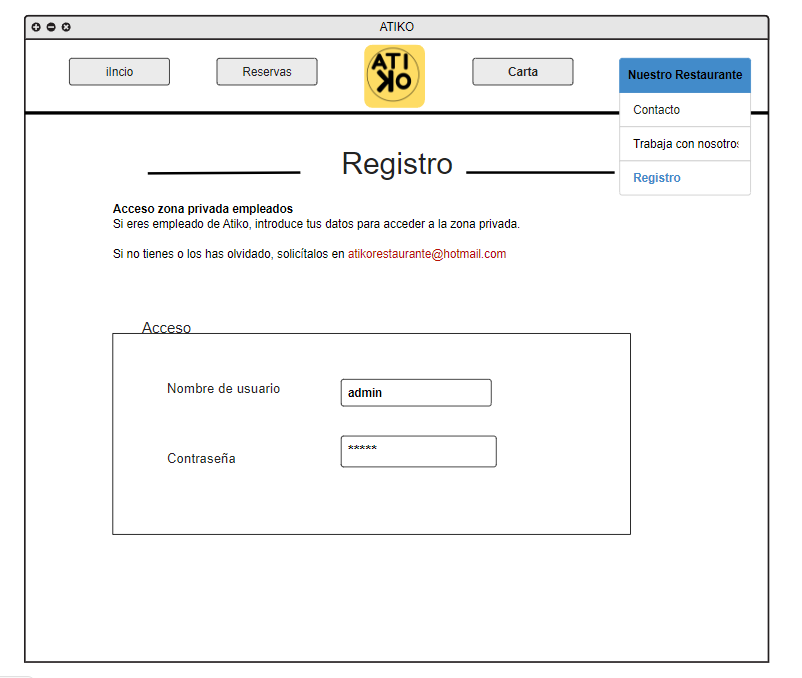 ATIKO
iIncio
Reservas
ATI
KO
Carta
Nuestro Restaurante
Contacto
Trabaja con nosotros
Registro
Registro
Acceso zona privada empleados
Si eres empleado de Atiko, introduce tus datos para acceder a la zona privada.
Si no tienes o los has olvidado, solicítalos en atikorestaurante@hotmail.com
Acceso
Nombre de usuario
admin
Contraseña
*****